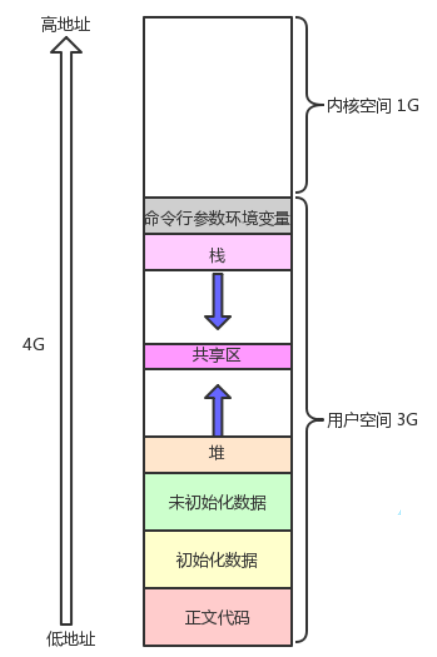 高地址
内核空间 1G
命令行参数环境变量
栈
4G
共享区
用户空间 3G
堆
未初始化数据
初始化数据
正文代码
低地址